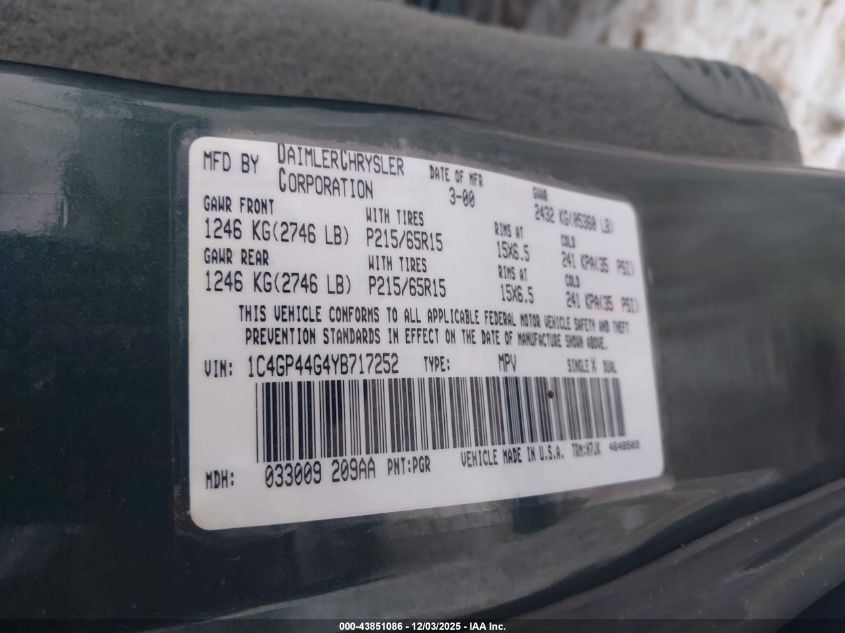 MFD BY DAIMLERCHRYSLER CORPORATION DATE OF MFR 3-00 GVWR 2432 KG(05360 LB)
GAWR FRONT WITH TIRES RIMS AT COLD
1246 KG(2746 LB) P215/65R15 15X6.5 241 KPA(35 PSI)
GAWR REAR WITH TIRES RIMS AT COLD
1246 KG(2746 LB) P215/65R15 15X6.5 241 KPA(35 PSI)
THIS VEHICLE CONFORMS TO ALL APPLICABLE FEDERAL MOTOR VEHICLE SAFETY AND THEFT
PREVENTION STANDARDS IN EFFECT ON THE DATE OF MANUFACTURE SHOWN ABOVE.
VIN: 1C4GP44G4YB717252 TYPE: MPV SINGLE X DUAL
MDH: 033009 209AA PNT:PGR VEHICLE MADE IN U.S.A. TRM:H7JK 4648503
000-43851086 - 12/03/2025 - IAA Inc.